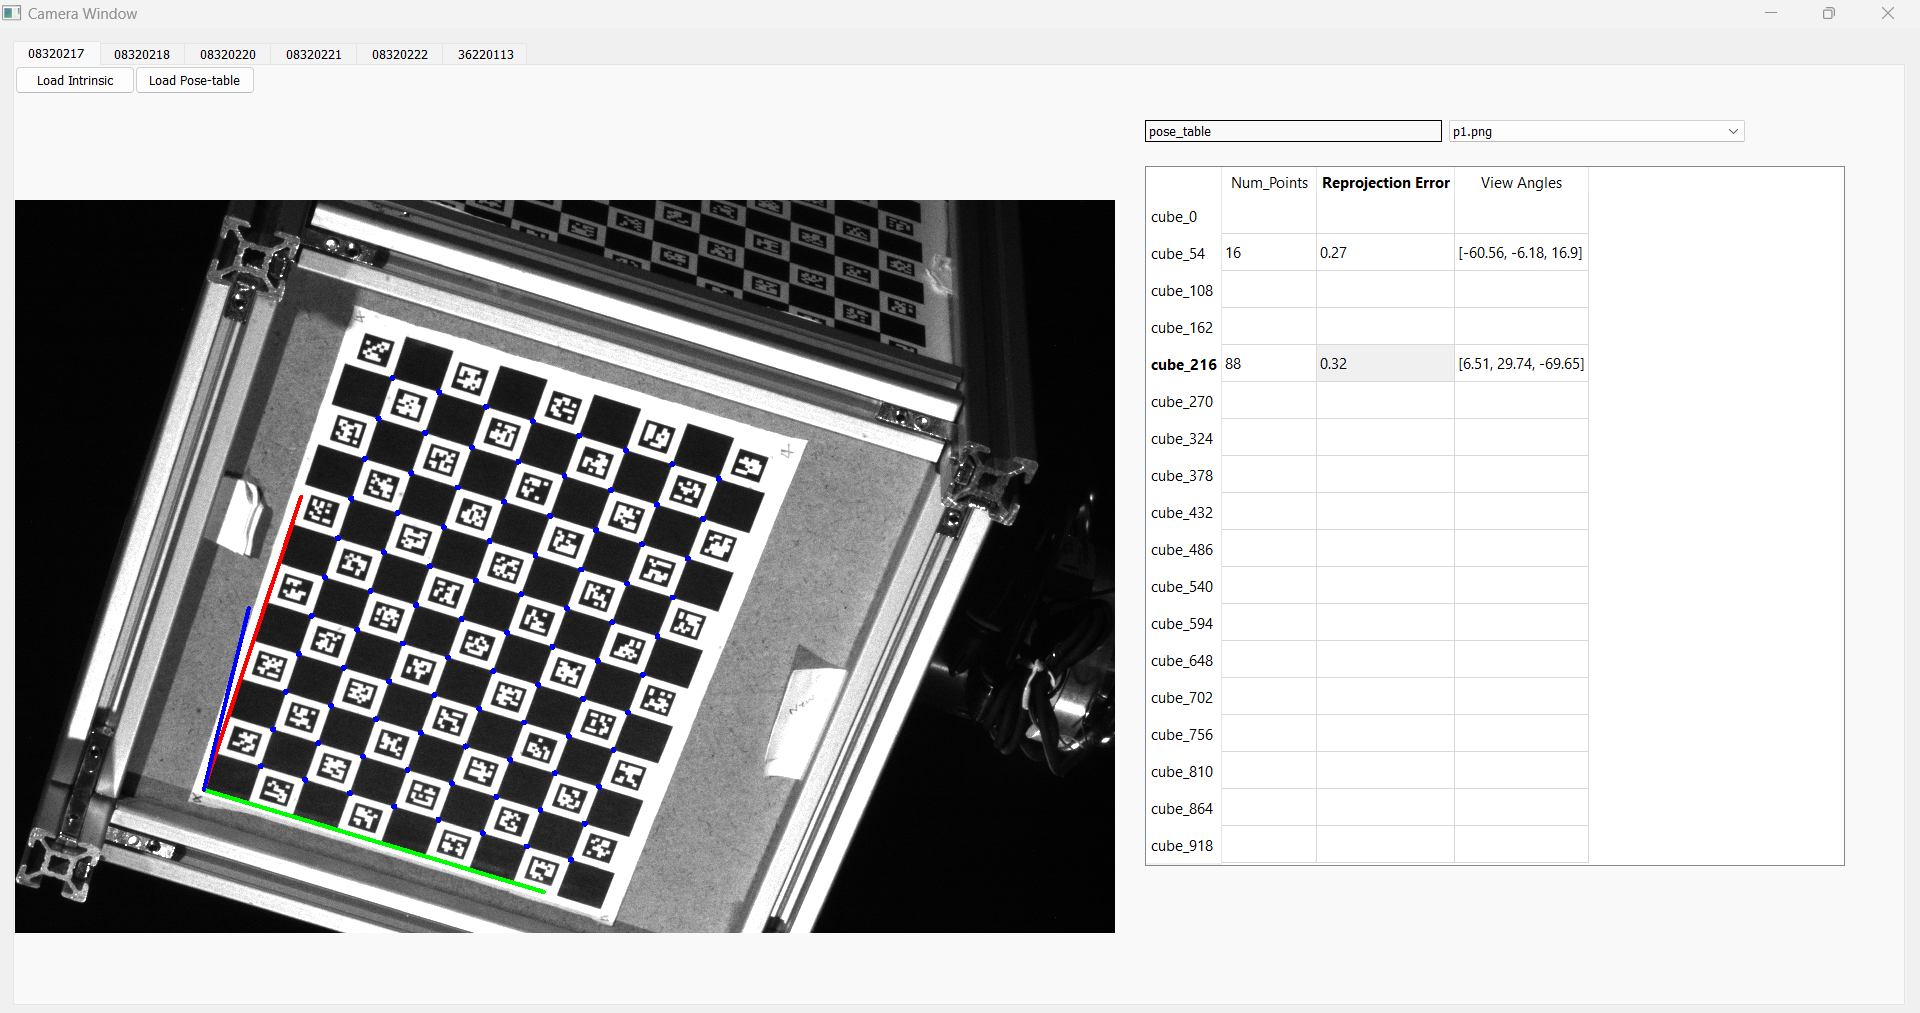 Camera Window
08320217 08320218 08320220 08320221 08320222 36220113
Load Intrinsic Load Pose-table
pose_table p1.png
Num_Points Reprojection Error View Angles
cube_0
cube_54 16 0.27 [-60.56, -6.18, 16.9]
cube_108
cube_162
cube_216 88 0.32 [6.51, 29.74, -69.65]
cube_270
cube_324
cube_378
cube_432
cube_486
cube_540
cube_594
cube_648
cube_702
cube_756
cube_810
cube_864
cube_918
4
4
x